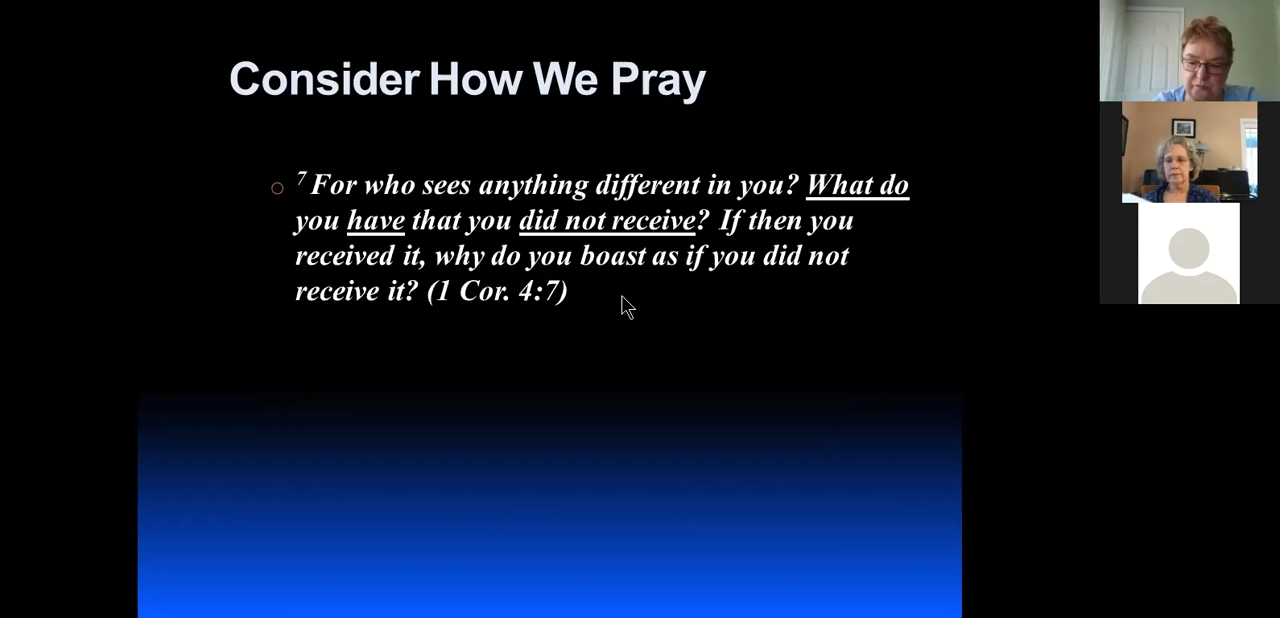 Consider How We Pray
7 For who sees anything different in you? What do
you have that you did not receive? If then you
received it, why do you boast as if you did not
receive it? (1 Cor. 4:7)